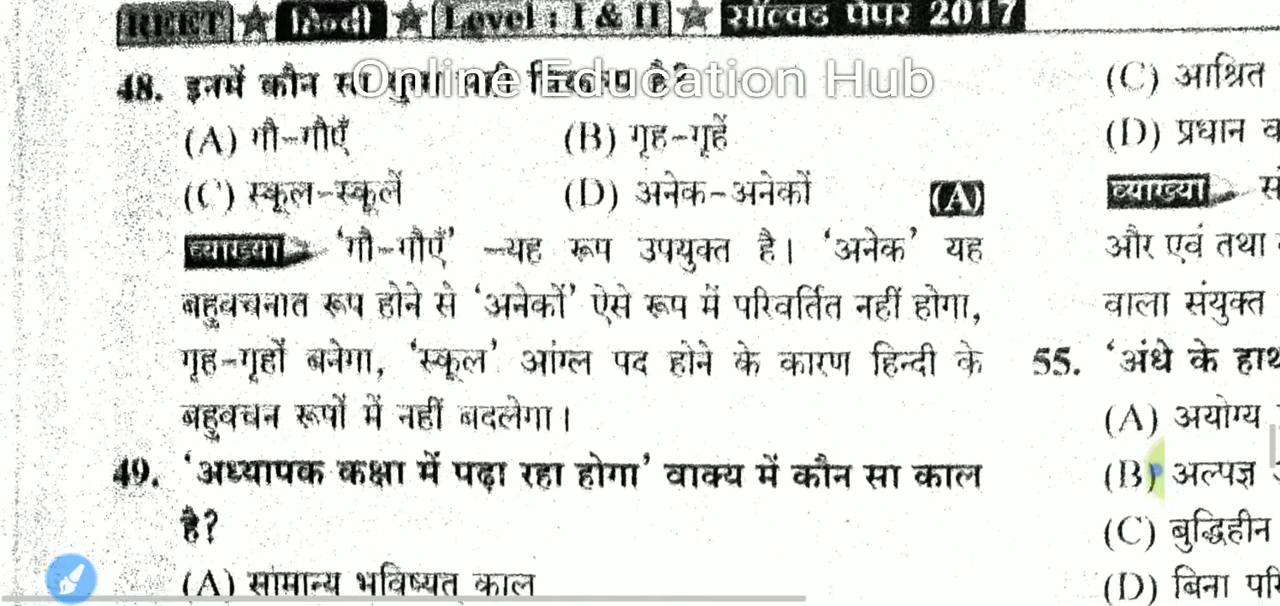 REET हिन्दी Level : I & II सॉल्वड पेपर 2017
Online Education Hub
48. इनमें कौन सा युग्म सही विकल्प है?
(A) गौ-गौएँ (B) गृह-गृहें
(C) स्कूल-स्कूलें (D) अनेक-अनेकों (A)
व्याख्या 'गौ-गौएँ' –यह रूप उपयुक्त है। 'अनेक' यह
बहुवचनात रूप होने से 'अनेकों' ऐसे रूप में परिवर्तित नहीं होगा,
गृह-गृहों बनेगा, 'स्कूल' आंग्ल पद होने के कारण हिन्दी के
बहुवचन रूपों में नहीं बदलेगा।
49. 'अध्यापक कक्षा में पढ़ा रहा होगा' वाक्य में कौन सा काल
है?
(A) सामान्य भविष्यत काल
(C) आश्रित
(D) प्रधान
व्याख्या
और एवं तथा
वाला संयुक्त
55. 'अंधे के
(A) अयोग्य
(B) अल्पज्ञ
(C) बुद्धिहीन
(D) बिना